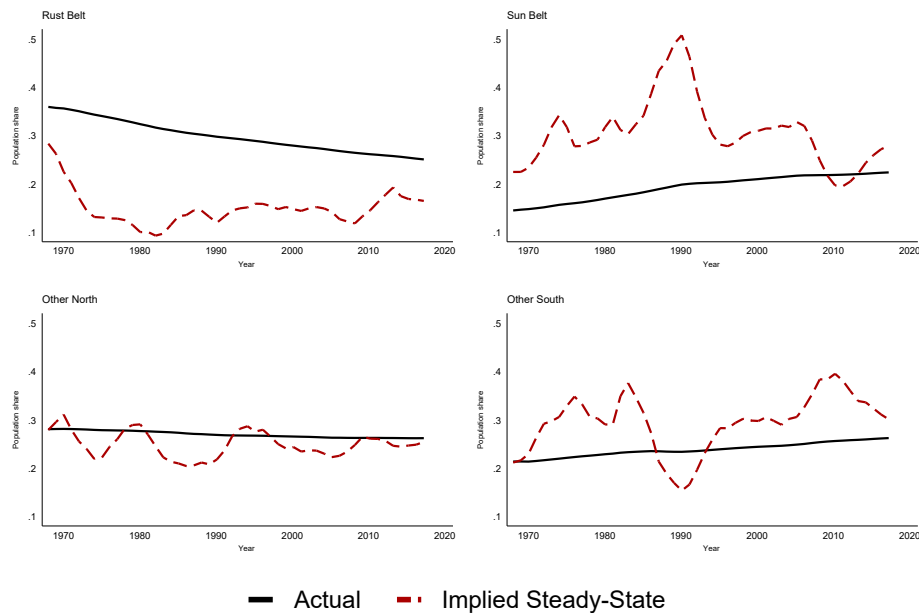 Rust Belt
.5
.4
.3
.2
.1
Population share
1970 1980 1990 2000 2010 2020
Year
Sun Belt
.5
.4
.3
.2
.1
Population share
1970 1980 1990 2000 2010 2020
Year
Other North
.5
.4
.3
.2
.1
Population share
1970 1980 1990 2000 2010 2020
Year
Other South
.5
.4
.3
.2
.1
Population share
1970 1980 1990 2000 2010 2020
Year
Actual Implied Steady-State